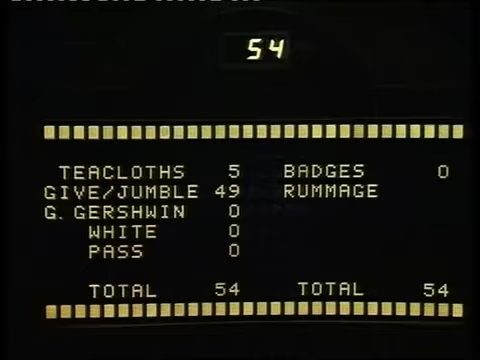 54
TEACLOTHS 5 BADGES 0
GIVE/JUMBLE 49 RUMMAGE
G. GERSHWIN 0
WHITE 0
PASS 0
TOTAL 54 TOTAL 54